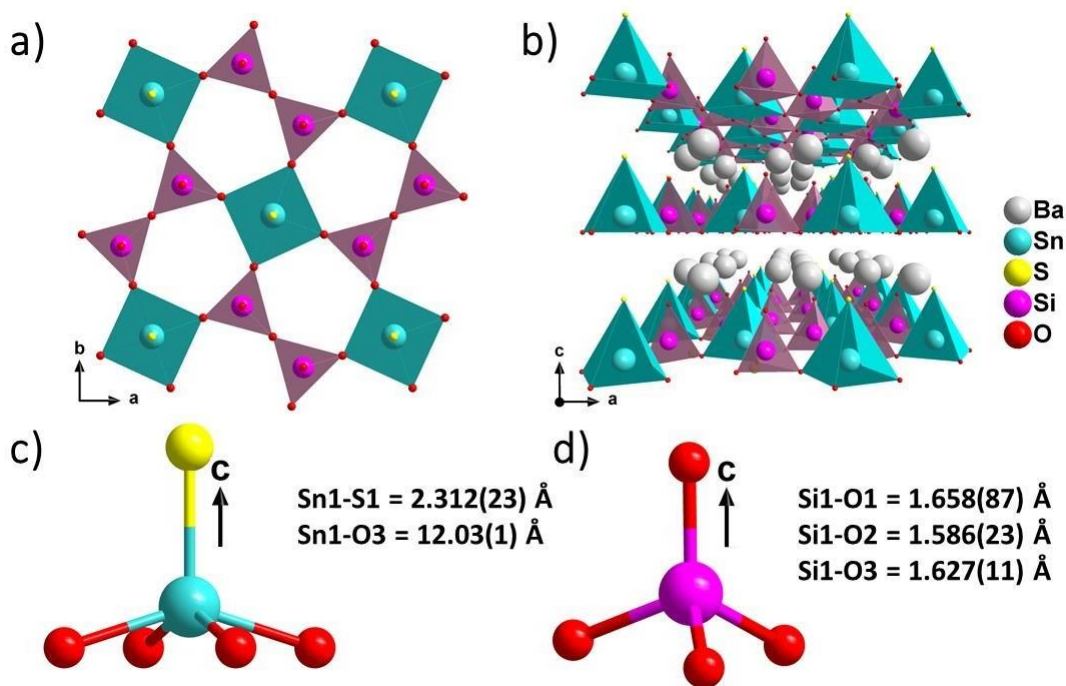 a)
b)
Ba
Sn
S
Si
O
b
a
c
a
c)
c
Sn1-S1 = 2.312(23) Å
Sn1-O3 = 12.03(1) Å
d)
c
Si1-O1 = 1.658(87) Å
Si1-O2 = 1.586(23) Å
Si1-O3 = 1.627(11) Å